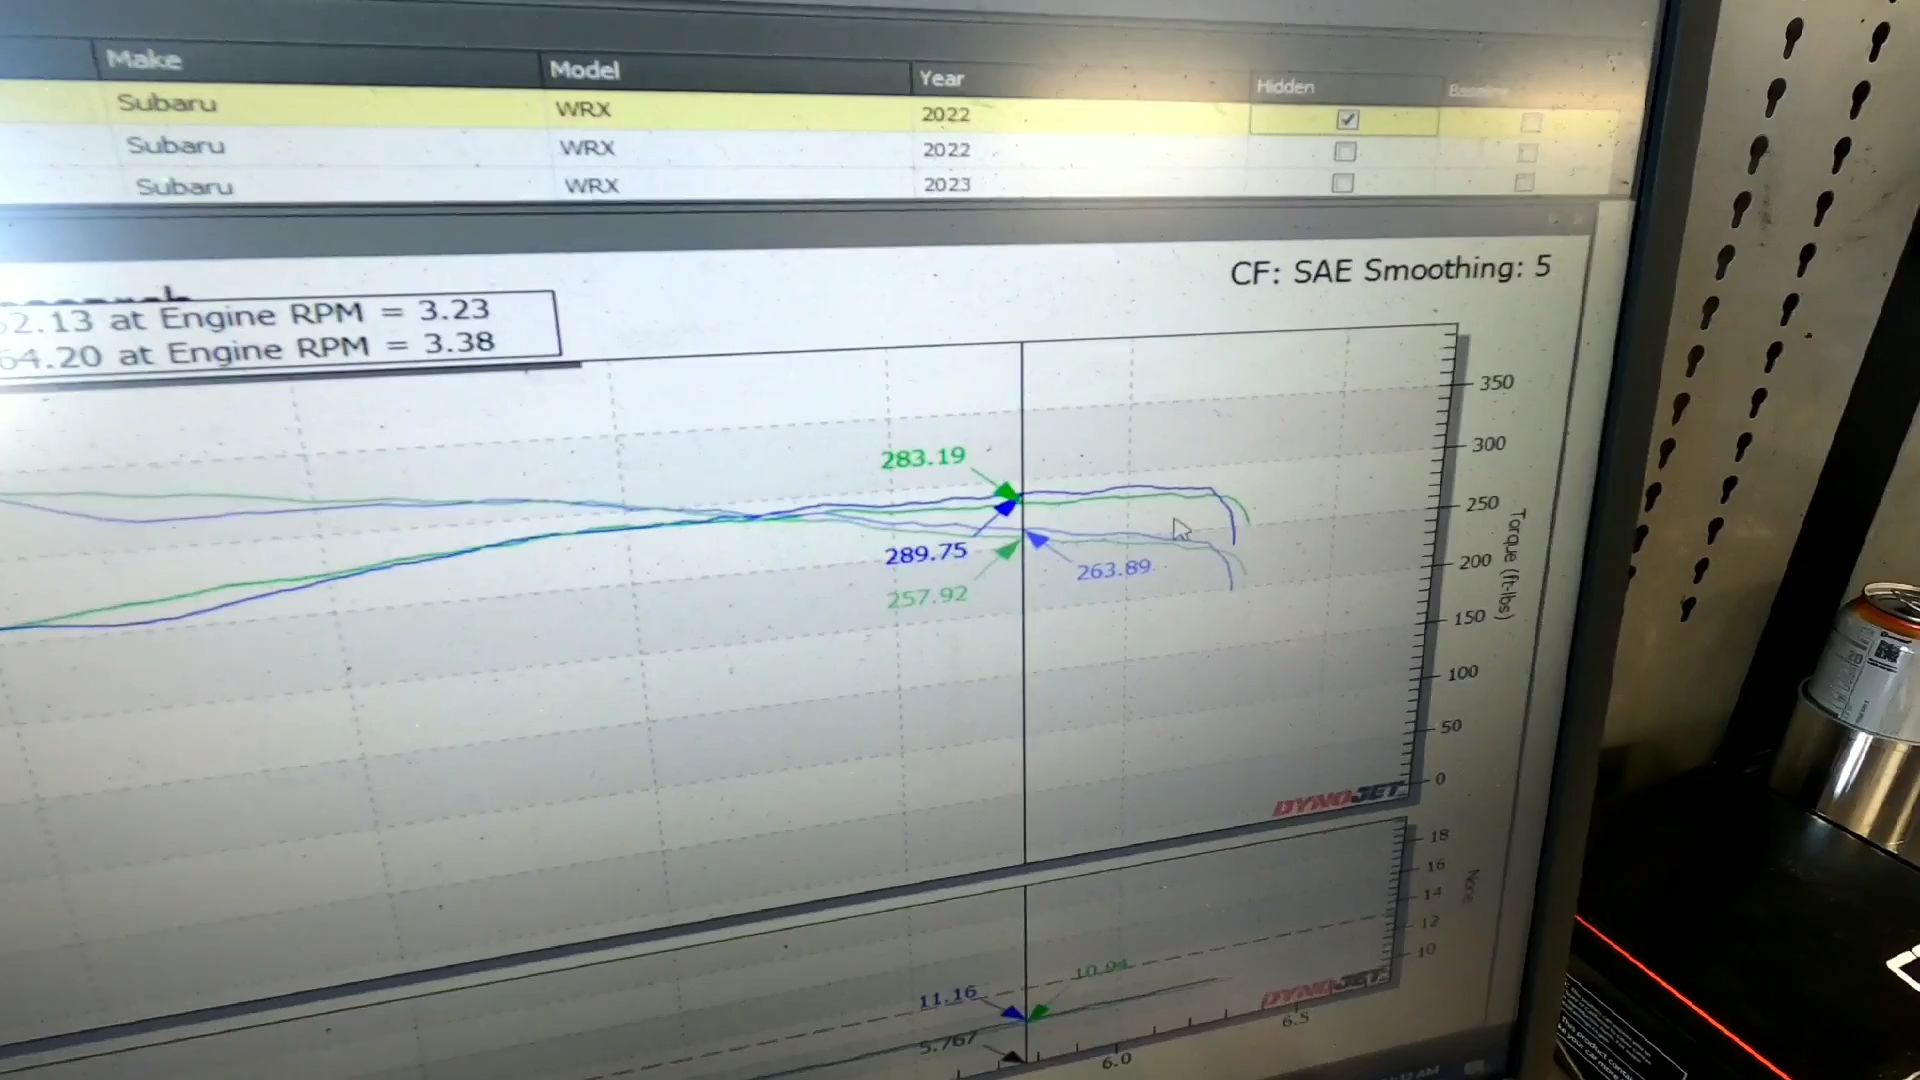 Make Model Year Hidden Baseline
Subaru WRX 2022
Subaru WRX 2022
Subaru WRX 2023
CF: SAE Smoothing: 5
2.13 at Engine RPM = 3.23
64.20 at Engine RPM = 3.38
350
300
283.19
250
289.75
263.89
200
257.92
150
Torque (ft-lbs)
100
50
0
DYNOJET
18
16
None
14
12
10.94
10
11.16
DYNOJET
5.767
6.0
6.5